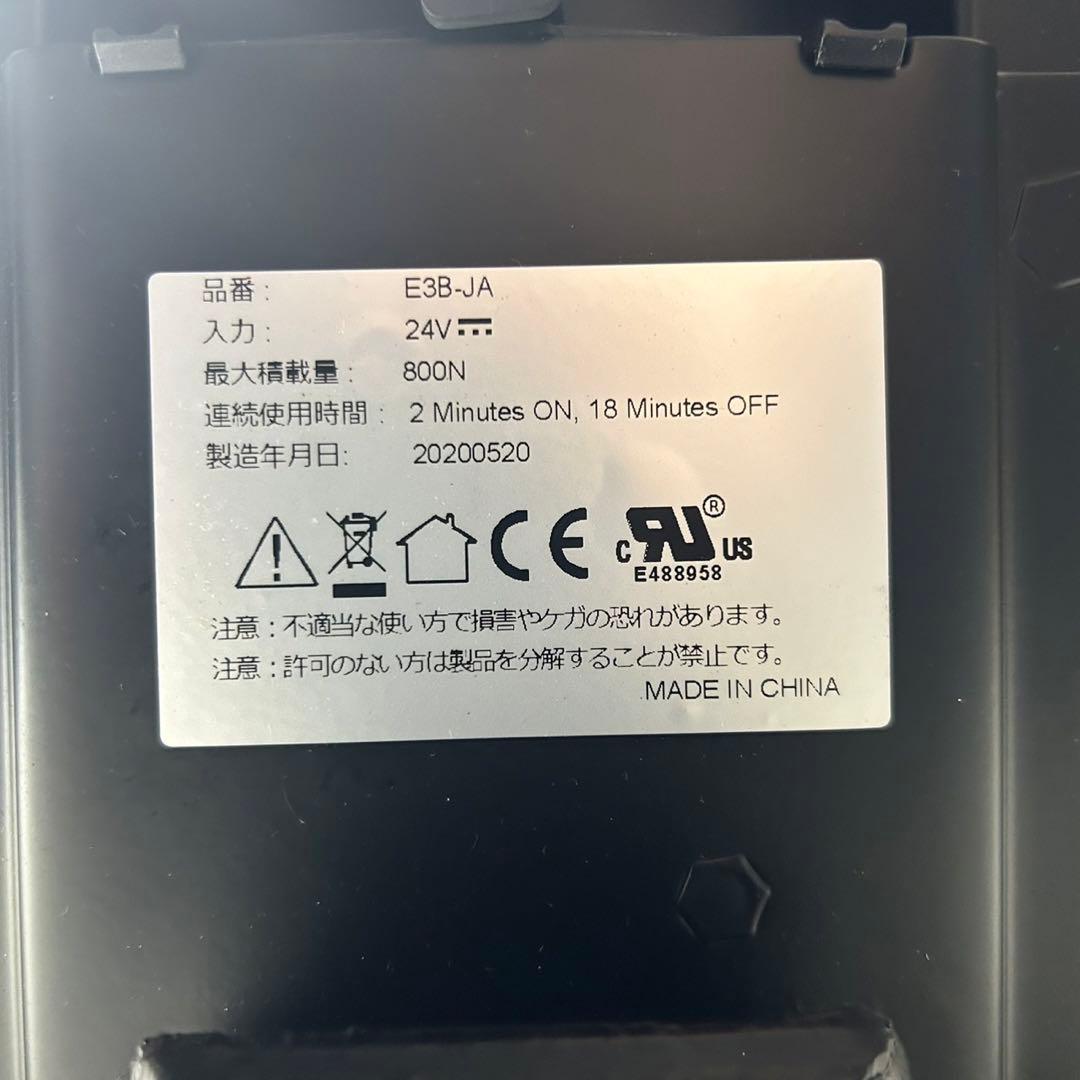 品番： E3B-JA
入力： 24V
最大積載量： 800N
連続使用時間： 2 Minutes ON, 18 Minutes OFF
製造年月日: 20200520
CE c RU ® US
E488958
注意：不適当な使い方で損害やケガの恐れがあります。
注意：許可のない方は製品を分解することが禁止です。
MADE IN CHINA